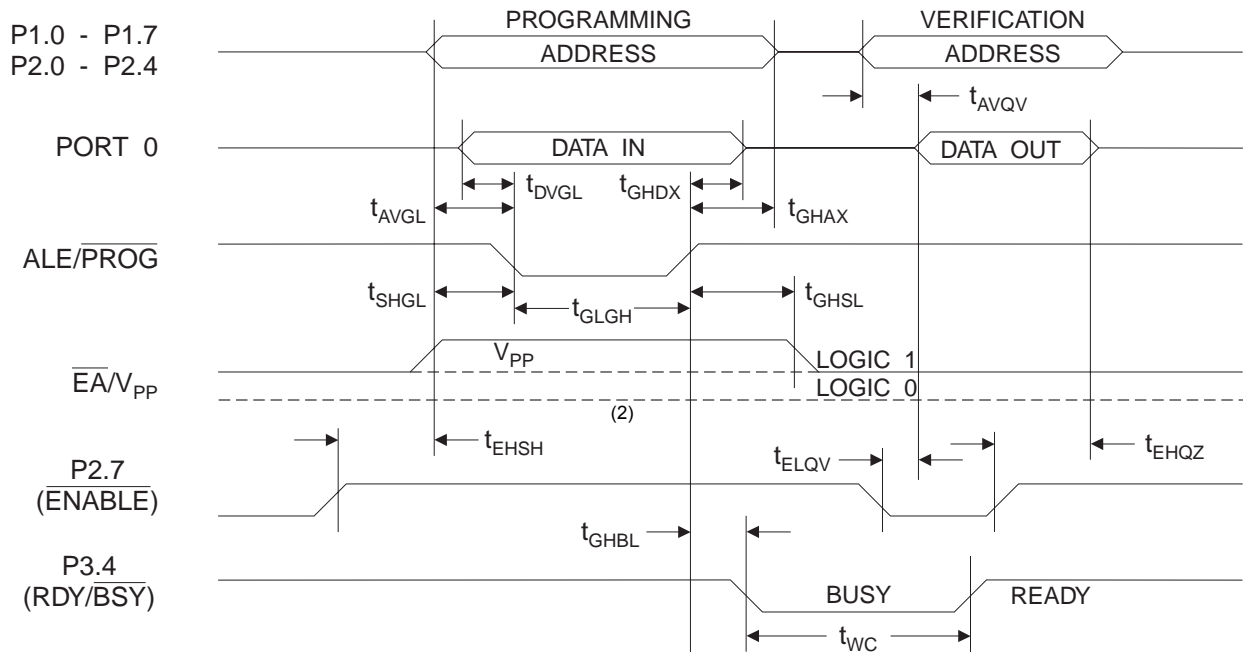 PROGRAMMING
VERIFICATION
P1.0 - P1.7
P2.0 - P2.4
ADDRESS
ADDRESS
tAVQV
PORT 0
DATA IN
DATA OUT
tDVGL
tGHDX
tAVGL
tGHAX
ALE/PROG
tSHGL
tGLGH
tGHSL
VPP
LOGIC 1
EA/VPP
LOGIC 0
(2)
tEHSH
tELQV
tEHQZ
P2.7
(ENABLE)
tGHBL
P3.4
(RDY/BSY)
BUSY
READY
tWC